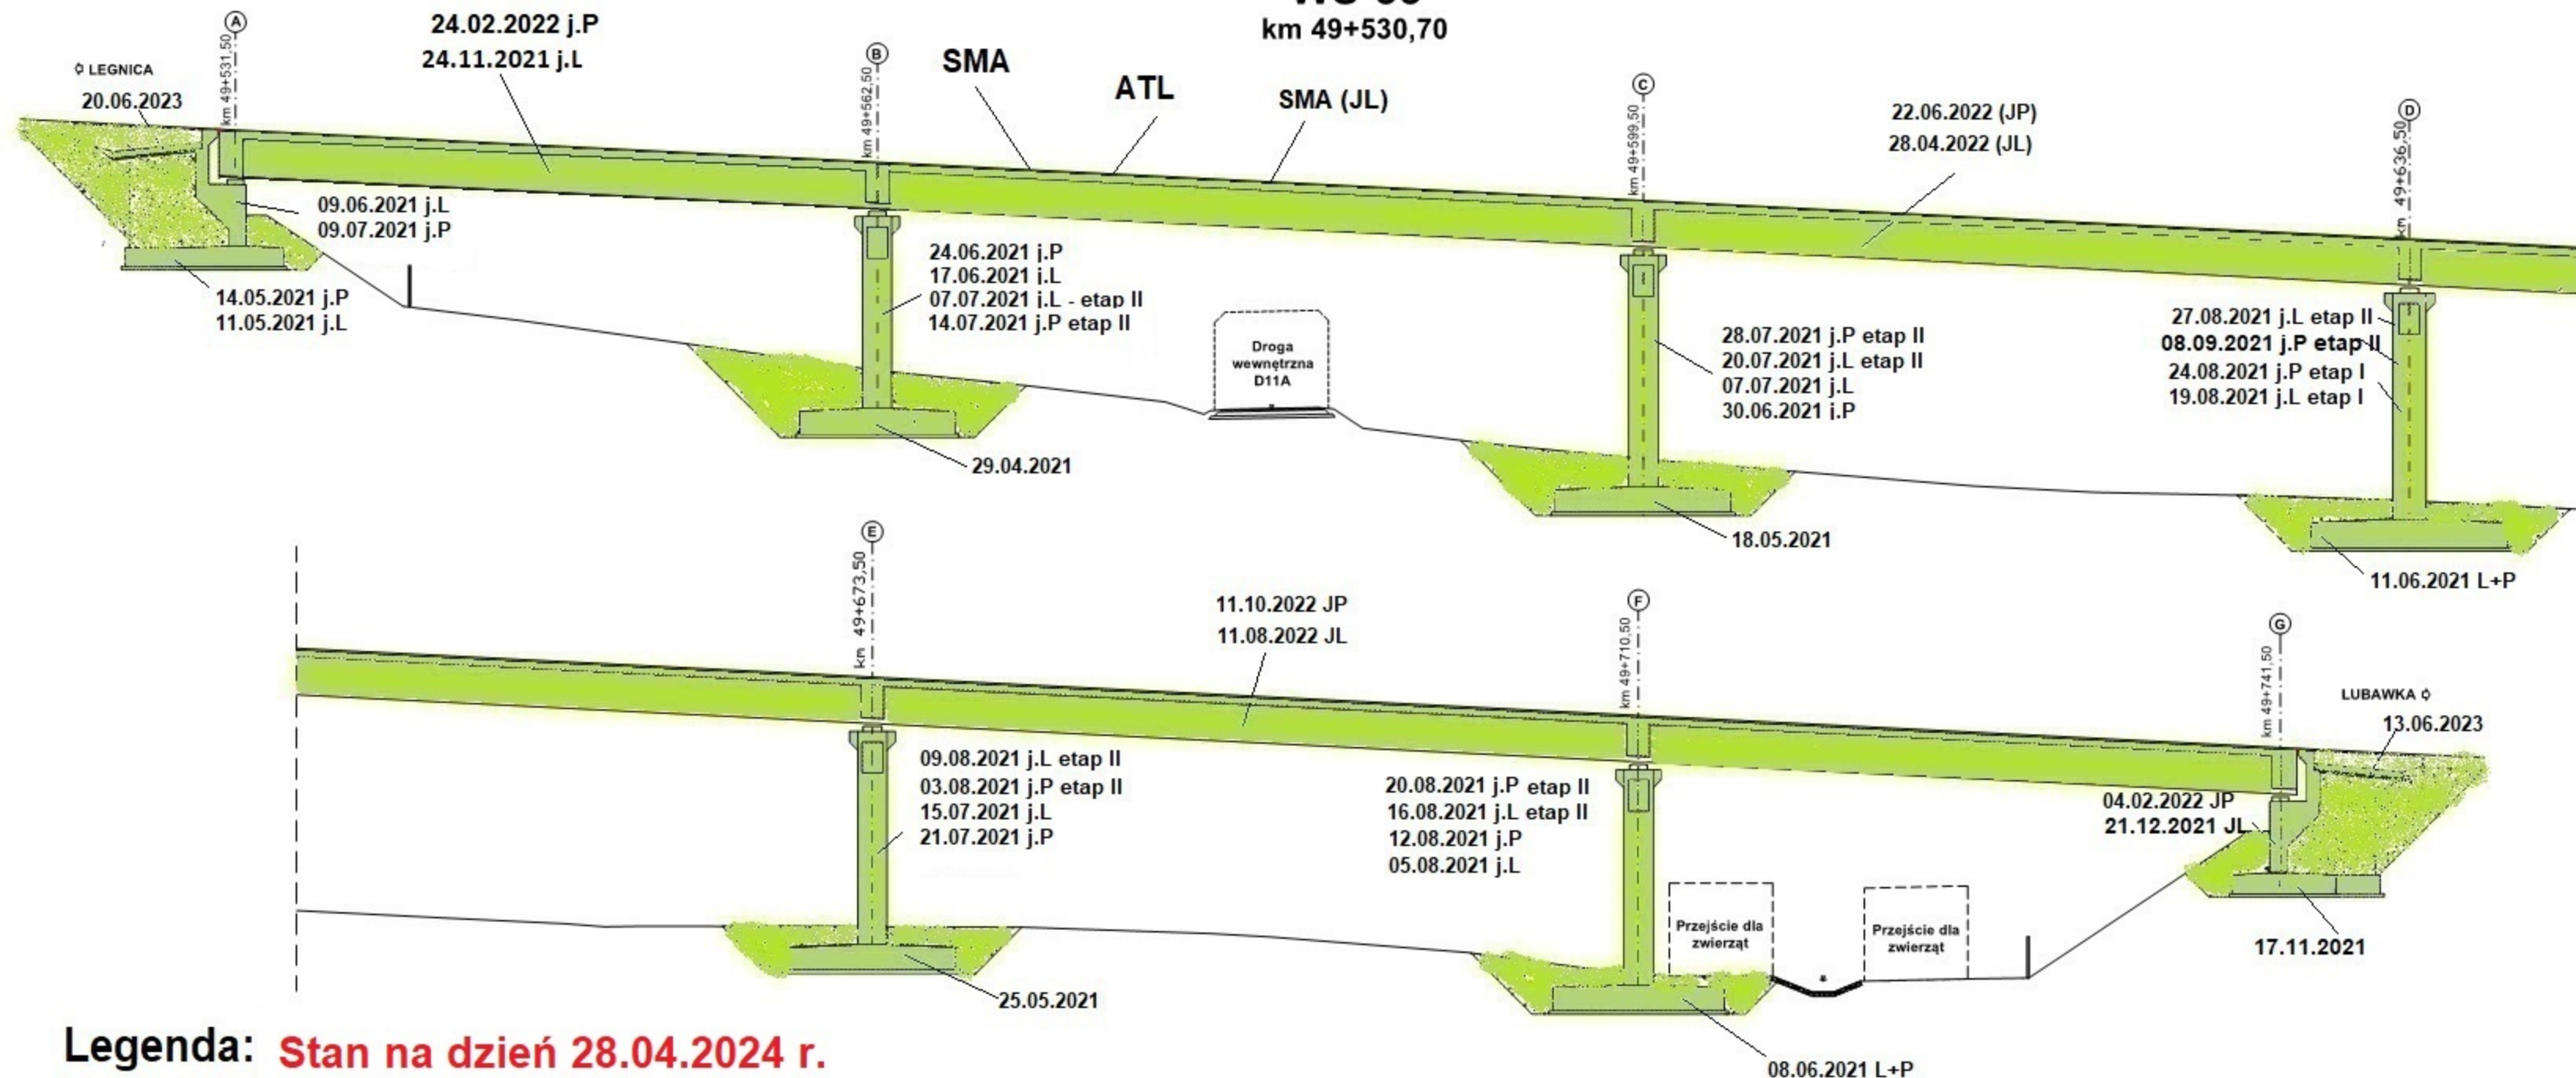 km 49+530,70
A
B
C
D
km 49+531,50
km 49+562,50
km 49+599,50
km 49+636,50
LEGNICA
20.06.2023
24.02.2022 j.P
24.11.2021 j.L
SMA
ATL
SMA (JL)
22.06.2022 (JP)
28.04.2022 (JL)
09.06.2021 j.L
09.07.2021 j.P
14.05.2021 j.P
11.05.2021 j.L
24.06.2021 j.P
17.06.2021 j.L
07.07.2021 j.L - etap II
14.07.2021 j.P etap II
29.04.2021
Droga
wewnętrzna
D11A
28.07.2021 j.P etap II
20.07.2021 j.L etap II
07.07.2021 j.L
30.06.2021 j.P
18.05.2021
27.08.2021 j.L etap II
08.09.2021 j.P etap II
24.08.2021 j.P etap I
19.08.2021 j.L etap I
11.06.2021 L+P
E
F
G
km 49+673,50
km 49+710,50
km 49+741,50
11.10.2022 JP
11.08.2022 JL
LUBAWKA
13.06.2023
09.08.2021 j.L etap II
03.08.2021 j.P etap II
15.07.2021 j.L
21.07.2021 j.P
25.05.2021
20.08.2021 j.P etap II
16.08.2021 j.L etap II
12.08.2021 j.P
05.08.2021 j.L
08.06.2021 L+P
Przejście dla
zwierząt
Przejście dla
zwierząt
04.02.2022 JP
21.12.2021 JL
17.11.2021
Legenda: Stan na dzień 28.04.2024 r.